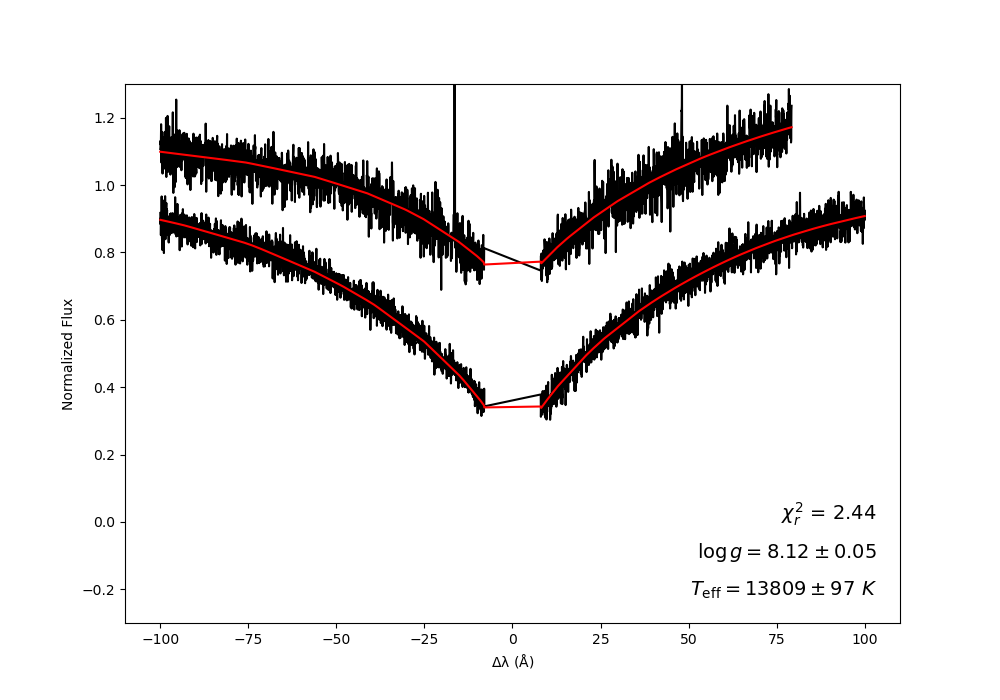 1.2
1.0
0.8
0.6
0.4
0.2
0.0
−0.2
Normalized Flux
χ²ᵣ = 2.44
log g = 8.12 ± 0.05
T_eff = 13809 ± 97 K
−100 −75 −50 −25 0 25 50 75 100
Δλ (Å)